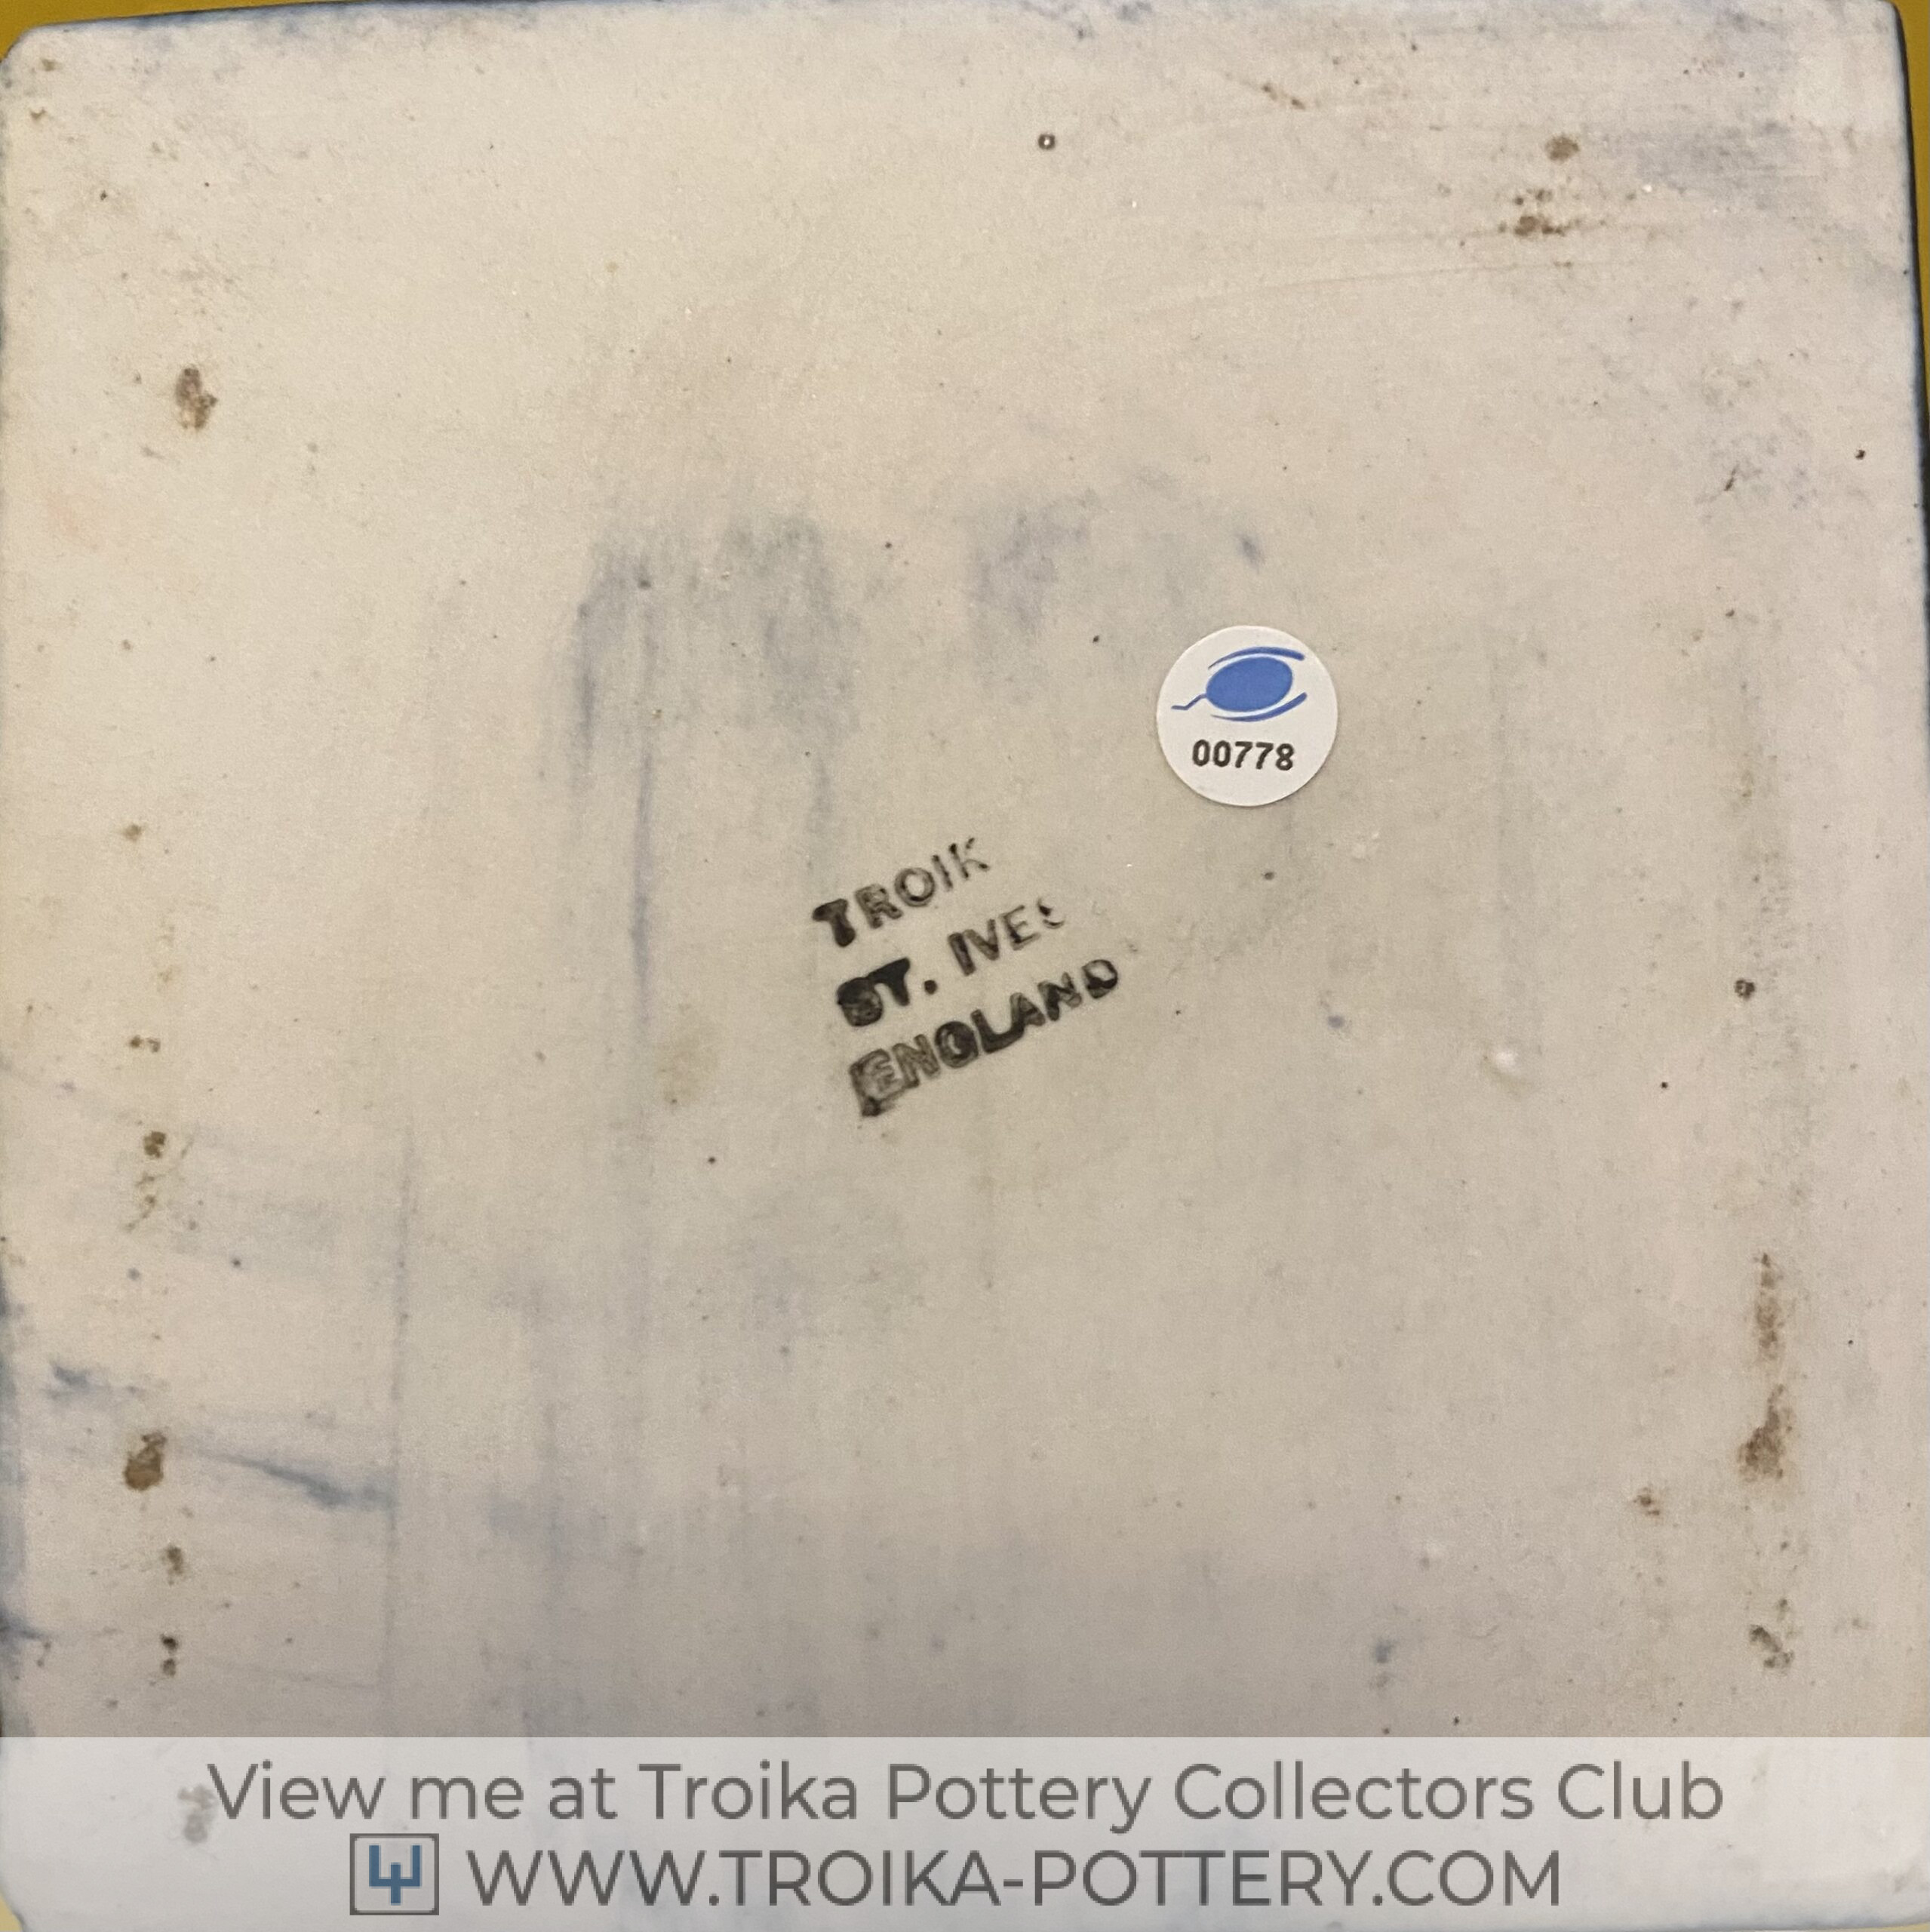 00778
TROIK
ST. IVES
ENGLAND
View me at Troika Pottery Collectors Club
WWW.TROIKA-POTTERY.COM